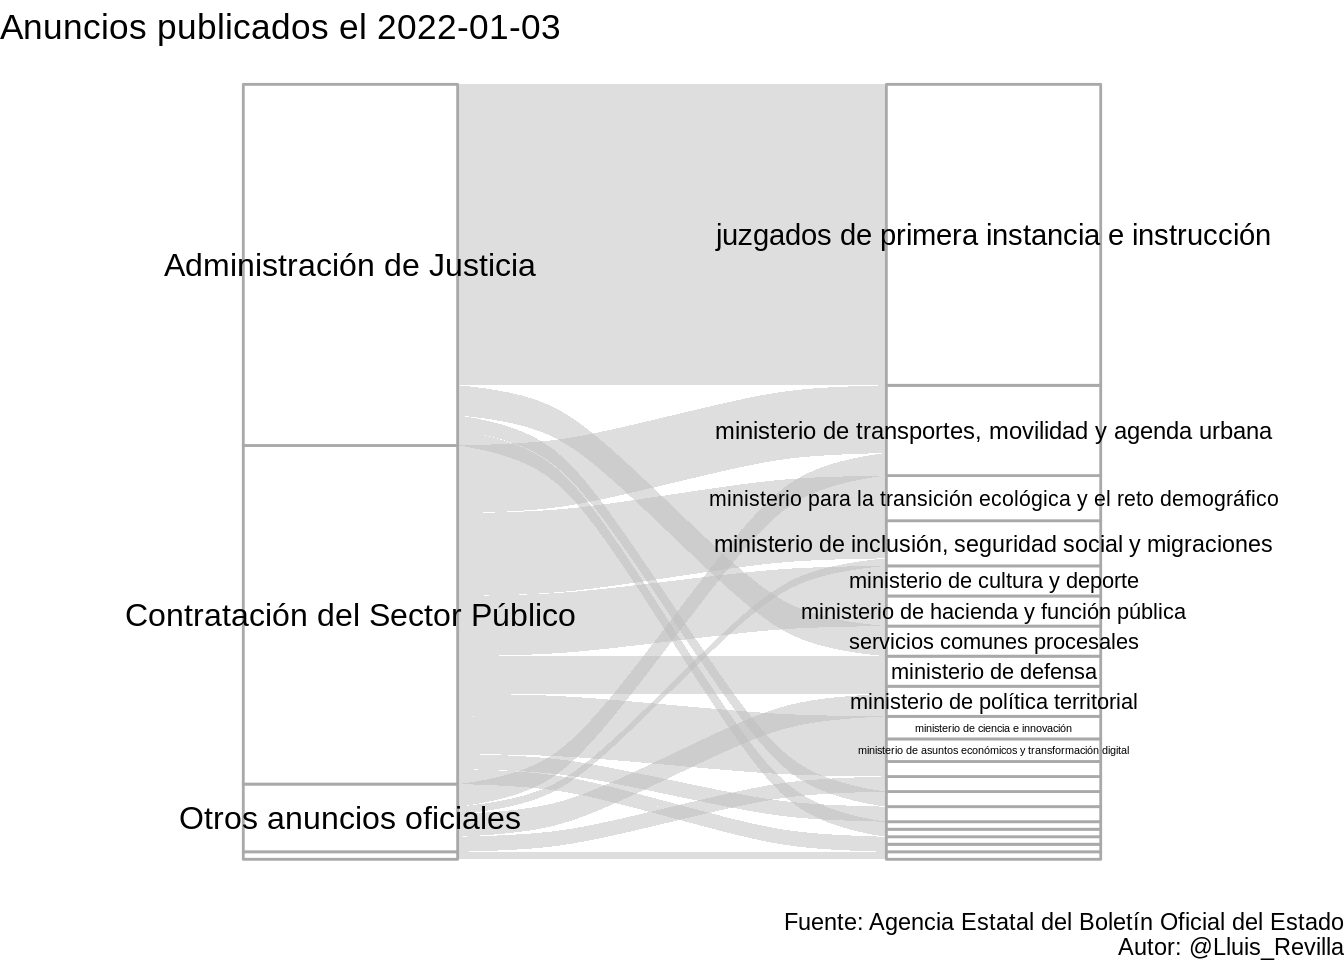 Anuncios publicados el 2022-01-03
Administración de Justicia
Contratación del Sector Público
Otros anuncios oficiales
juzgados de primera instancia e instrucción
ministerio de transportes, movilidad y agenda urbana
ministerio para la transición ecológica y el reto demográfico
ministerio de inclusión, seguridad social y migraciones
ministerio de cultura y deporte
ministerio de hacienda y función pública
servicios comunes procesales
ministerio de defensa
ministerio de política territorial
ministerio de ciencia e innovación
ministerio de asuntos económicos y transformación digital
Fuente: Agencia Estatal del Boletín Oficial del Estado
Autor: @Lluis_Revilla